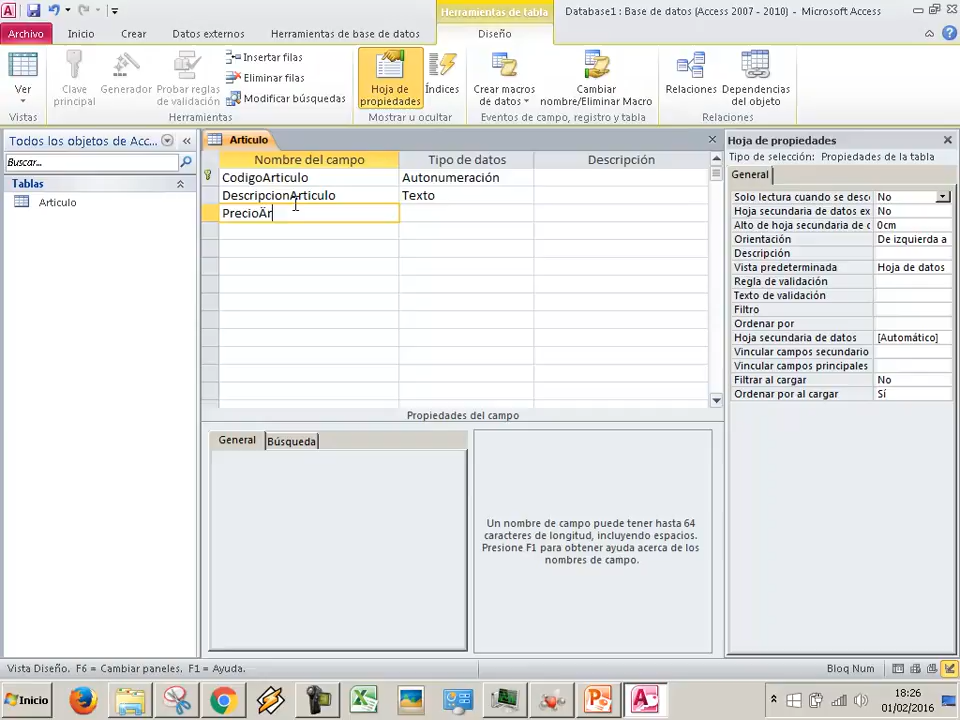 Herramientas de tabla
Database1 : Base de datos (Access 2007 - 2010) - Microsoft Access
Archivo
Inicio
Crear
Datos externos
Herramientas de base de datos
Diseño
Ver
Vistas
Clave principal
Generador
Probar reglas de validación
Insertar filas
Eliminar filas
Modificar búsquedas
Herramientas
Hoja de propiedades
Índices
Mostrar u ocultar
Crear macros de datos
Cambiar nombre/Eliminar Macro
Eventos de campo, registro y tabla
Relaciones
Dependencias del objeto
Relaciones
Todos los objetos de Acc...
Buscar...
Tablas
Articulo
Articulo
Nombre del campo
Tipo de datos
Descripción
CodigoArticulo
Autonumeración
DescripcionArticulo
Texto
PrecioÄr
Propiedades del campo
General
Búsqueda
Un nombre de campo puede tener hasta 64
caracteres de longitud, incluyendo espacios.
Presione F1 para obtener ayuda acerca de los
nombres de campo.
Hoja de propiedades
Tipo de selección: Propiedades de la tabla
General
Solo lectura cuando se desc No
Hoja secundaria de datos ex No
Alto de hoja secundaria de c 0cm
Orientación De izquierda a
Descripción
Vista predeterminada Hoja de datos
Regla de validación
Texto de validación
Filtro
Ordenar por
Hoja secundaria de datos [Automático]
Vincular campos secundario
Vincular campos principales
Filtrar al cargar No
Ordenar por al cargar Sí
Vista Diseño. F6 = Cambiar paneles. F1 = Ayuda.
Bloq Num
Inicio
18:26
01/02/2016